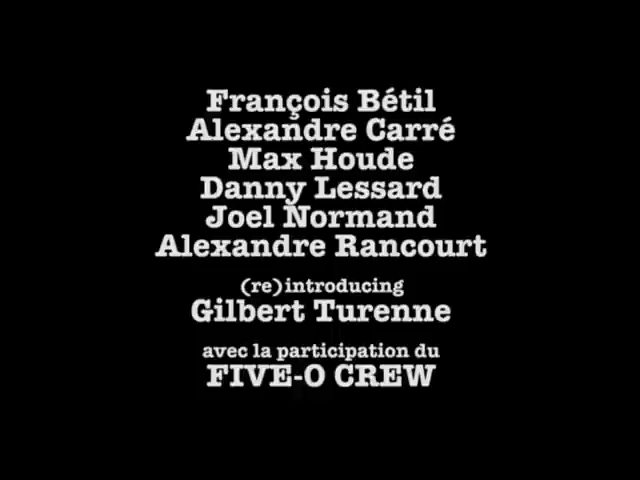 François Bétil
Alexandre Carré
Max Houde
Danny Lessard
Joel Normand
Alexandre Rancourt
(re)introducing
Gilbert Turenne
avec la participation du
FIVE-O CREW